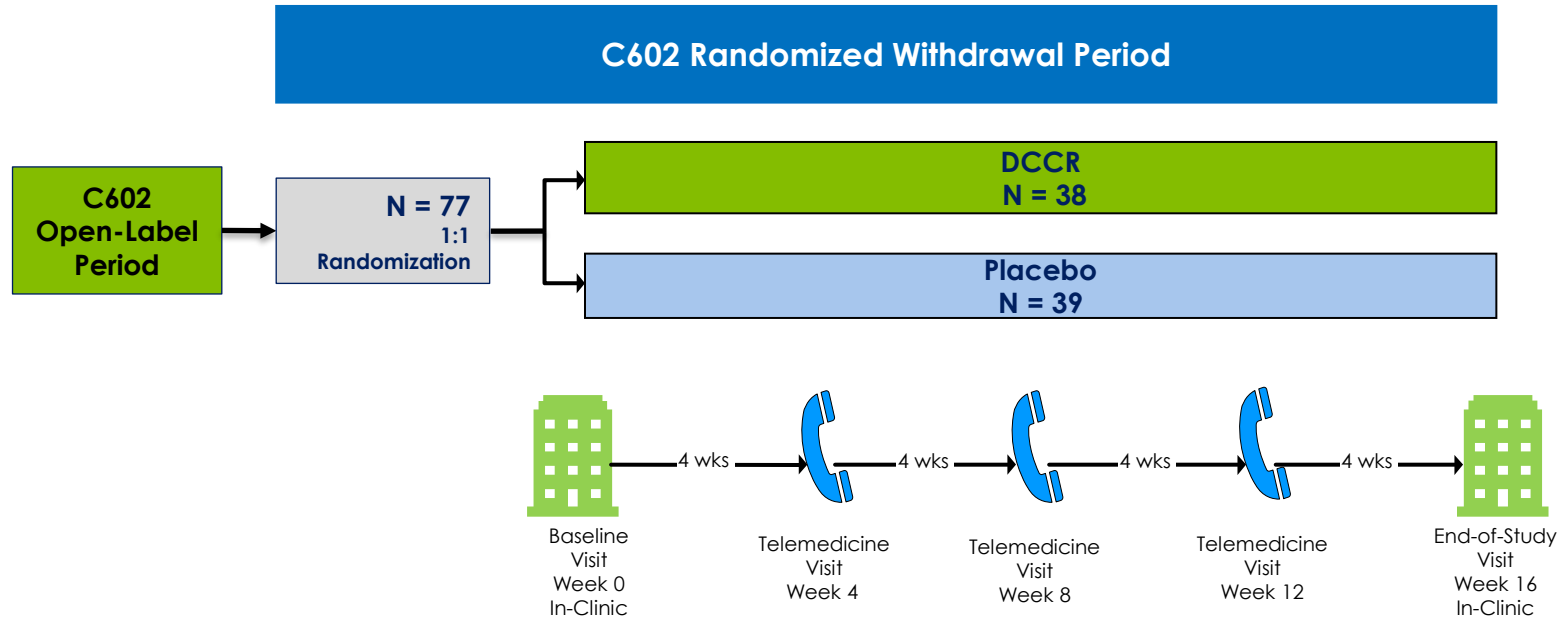 C602 Randomized Withdrawal Period
C602
Open-Label
Period
N = 77
1:1
Randomization
DCCR
N = 38
Placebo
N = 39
4 wks
4 wks
4 wks
4 wks
Baseline
Visit
Week 0
In-Clinic
Telemedicine
Visit
Week 4
Telemedicine
Visit
Week 8
Telemedicine
Visit
Week 12
End-of-Study
Visit
Week 16
In-Clinic